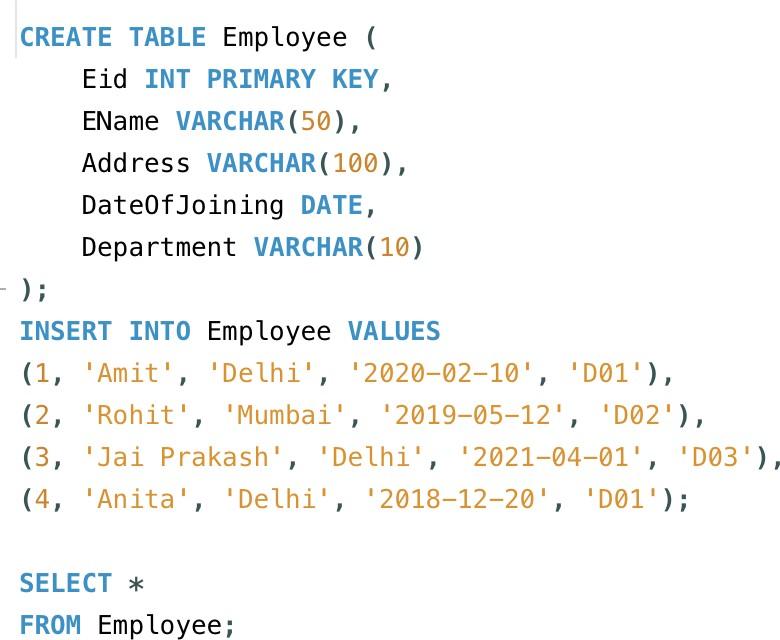 CREATE TABLE Employee (
    Eid INT PRIMARY KEY,
    EName VARCHAR(50),
    Address VARCHAR(100),
    DateOfJoining DATE,
    Department VARCHAR(10)
);
INSERT INTO Employee VALUES
(1, 'Amit', 'Delhi', '2020-02-10', 'D01'),
(2, 'Rohit', 'Mumbai', '2019-05-12', 'D02'),
(3, 'Jai Prakash', 'Delhi', '2021-04-01', 'D03'),
(4, 'Anita', 'Delhi', '2018-12-20', 'D01');

SELECT *
FROM Employee;